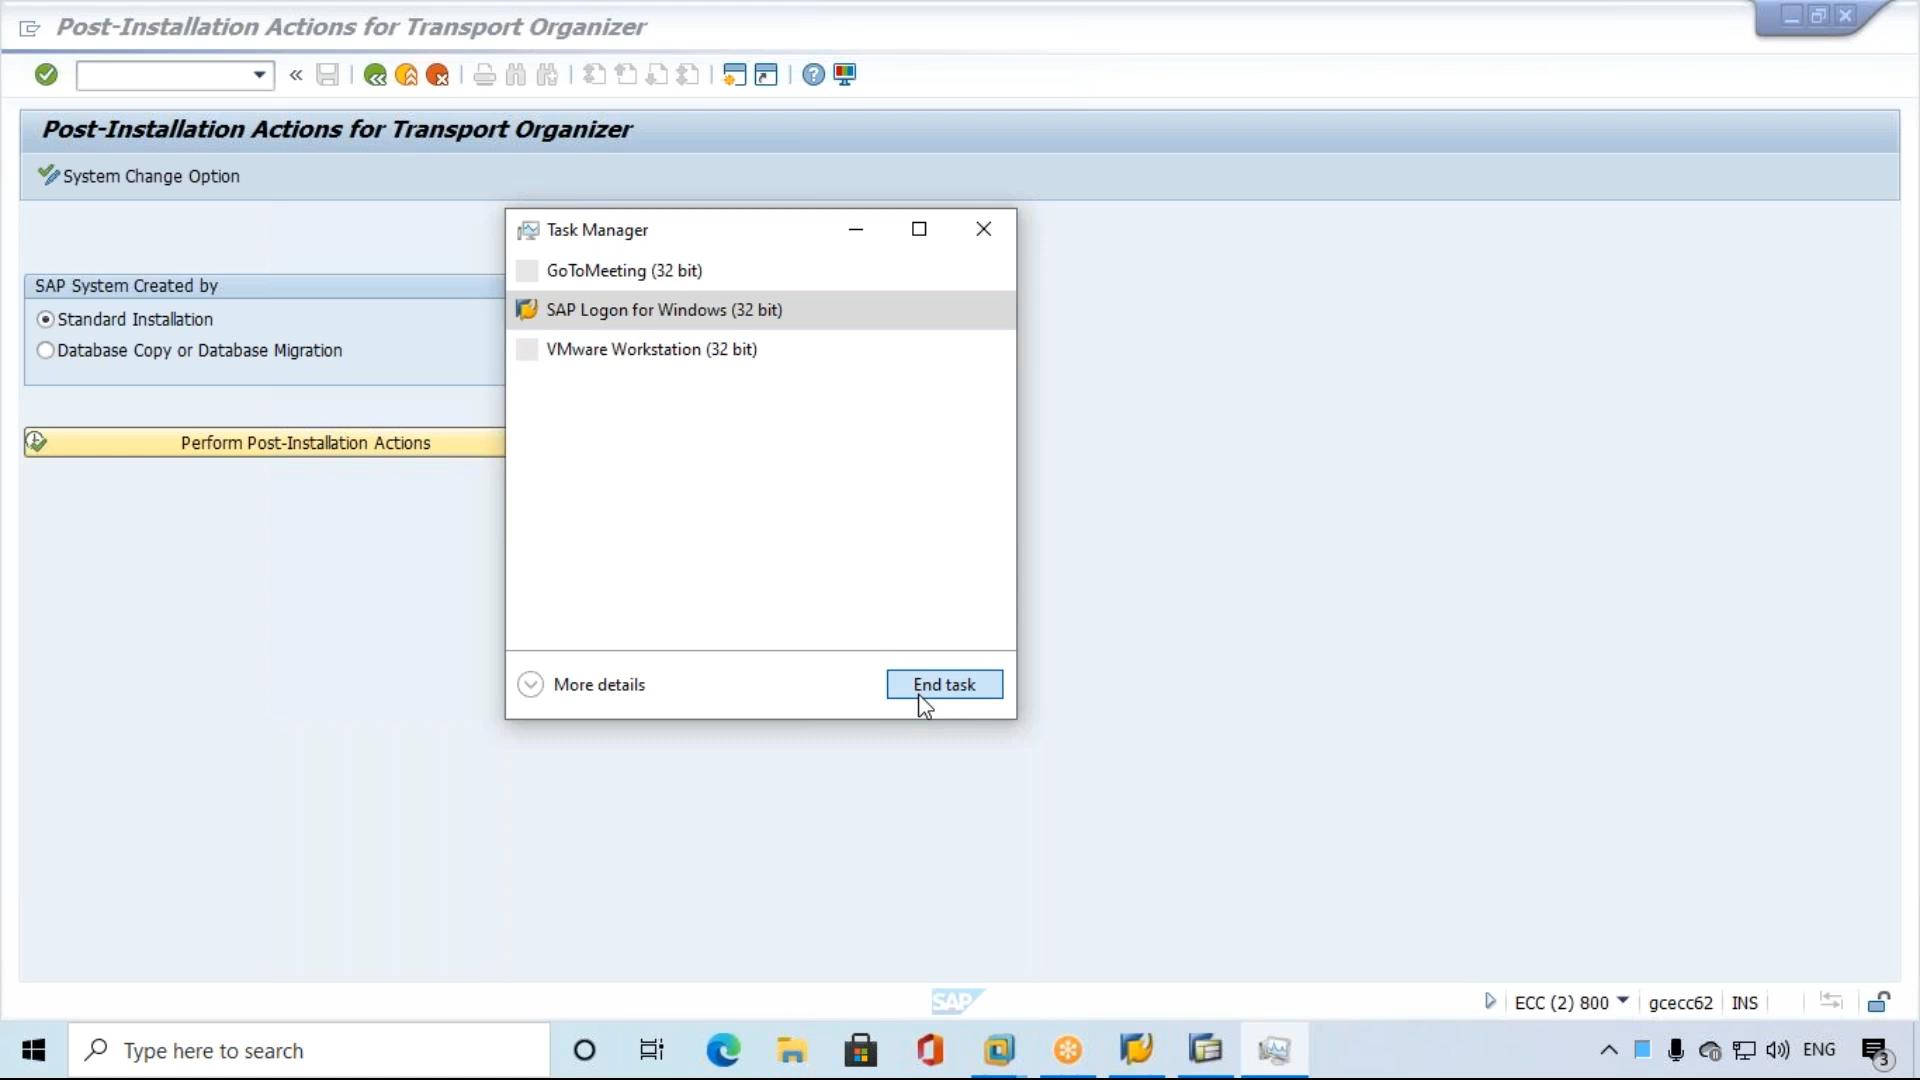 Post-Installation Actions for Transport Organizer
Post-Installation Actions for Transport Organizer
System Change Option
Task Manager
GoToMeeting (32 bit)
SAP Logon for Windows (32 bit)
VMware Workstation (32 bit)
SAP System Created by
Standard Installation
Database Copy or Database Migration
Perform Post-Installation Actions
More details
End task
SAP
ECC (2) 800
gcecc62
INS
Type here to search
ENG
3